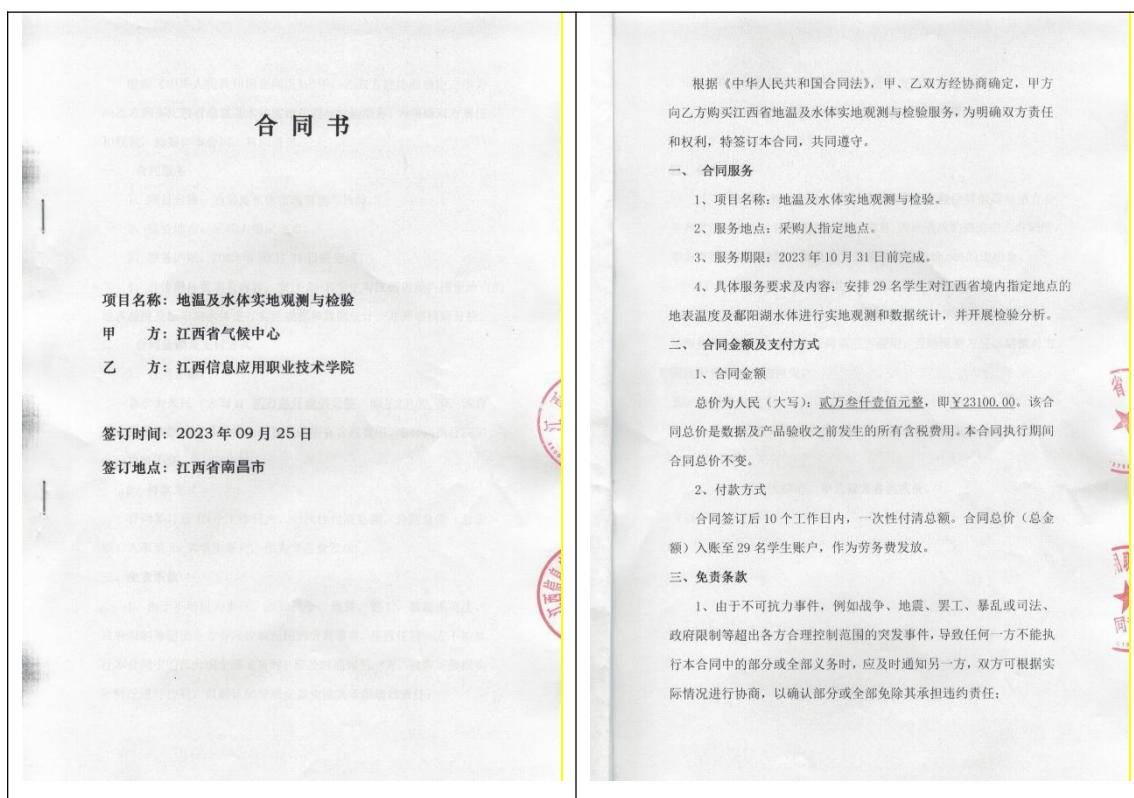 合同书
项目名称：地温及水体实地观测与检验
甲　　方：江西省气候中心
乙　　方：江西信息应用职业技术学院
签订时间：2023年09月25日
签订地点：江西省南昌市
根据《中华人民共和国合同法》，甲、乙双方经协商确定，甲方
向乙方购买江西省地温及水体实地观测与检验服务，为明确双方责任
和权利，特签订本合同，共同遵守。
一、 合同服务
1、项目名称：地温及水体实地观测与检验。
2、服务地点：采购人指定地点。
3、服务期限：2023年10月31日前完成。
4、具体服务要求及内容：安排29名学生对江西省境内指定地点的
地表温度及鄱阳湖水体进行实地观测和数据统计，并开展检验分析。
二、 合同金额及支付方式
1、合同金额
总价为人民（大写）：贰万叁仟壹佰元整，即￥23100.00。该合
同总价是数据及产品验收之前发生的所有含税费用。本合同执行期间
合同总价不变。
2、付款方式
合同签订后10个工作日内，一次性付清总额。合同总价（总金
额）入账至29名学生账户，作为劳务费发放。
三、免责条款
1、由于不可抗力事件，例如战争、地震、罢工、暴乱或司法、
政府限制等超出各方合理控制范围的突发事件，导致任何一方不能执
行本合同中的部分或全部义务时，应及时通知另一方，双方可根据实
际情况进行协商，以确认部分或全部免除其承担违约责任；
江西信息